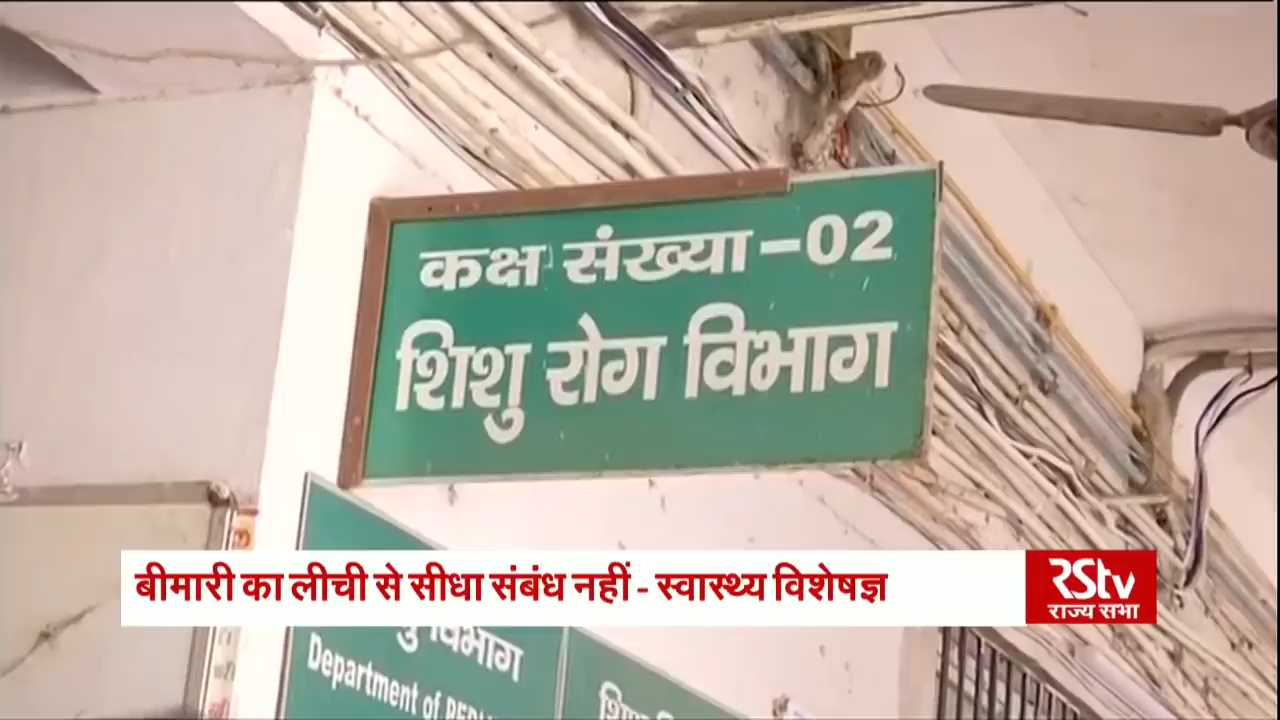 कक्ष संख्या-02
शिशु रोग विभाग
बीमारी का लीची से सीधा संबंध नहीं - स्वास्थ्य विशेषज्ञ
RStv
राज्य सभा
विभाग
Department of